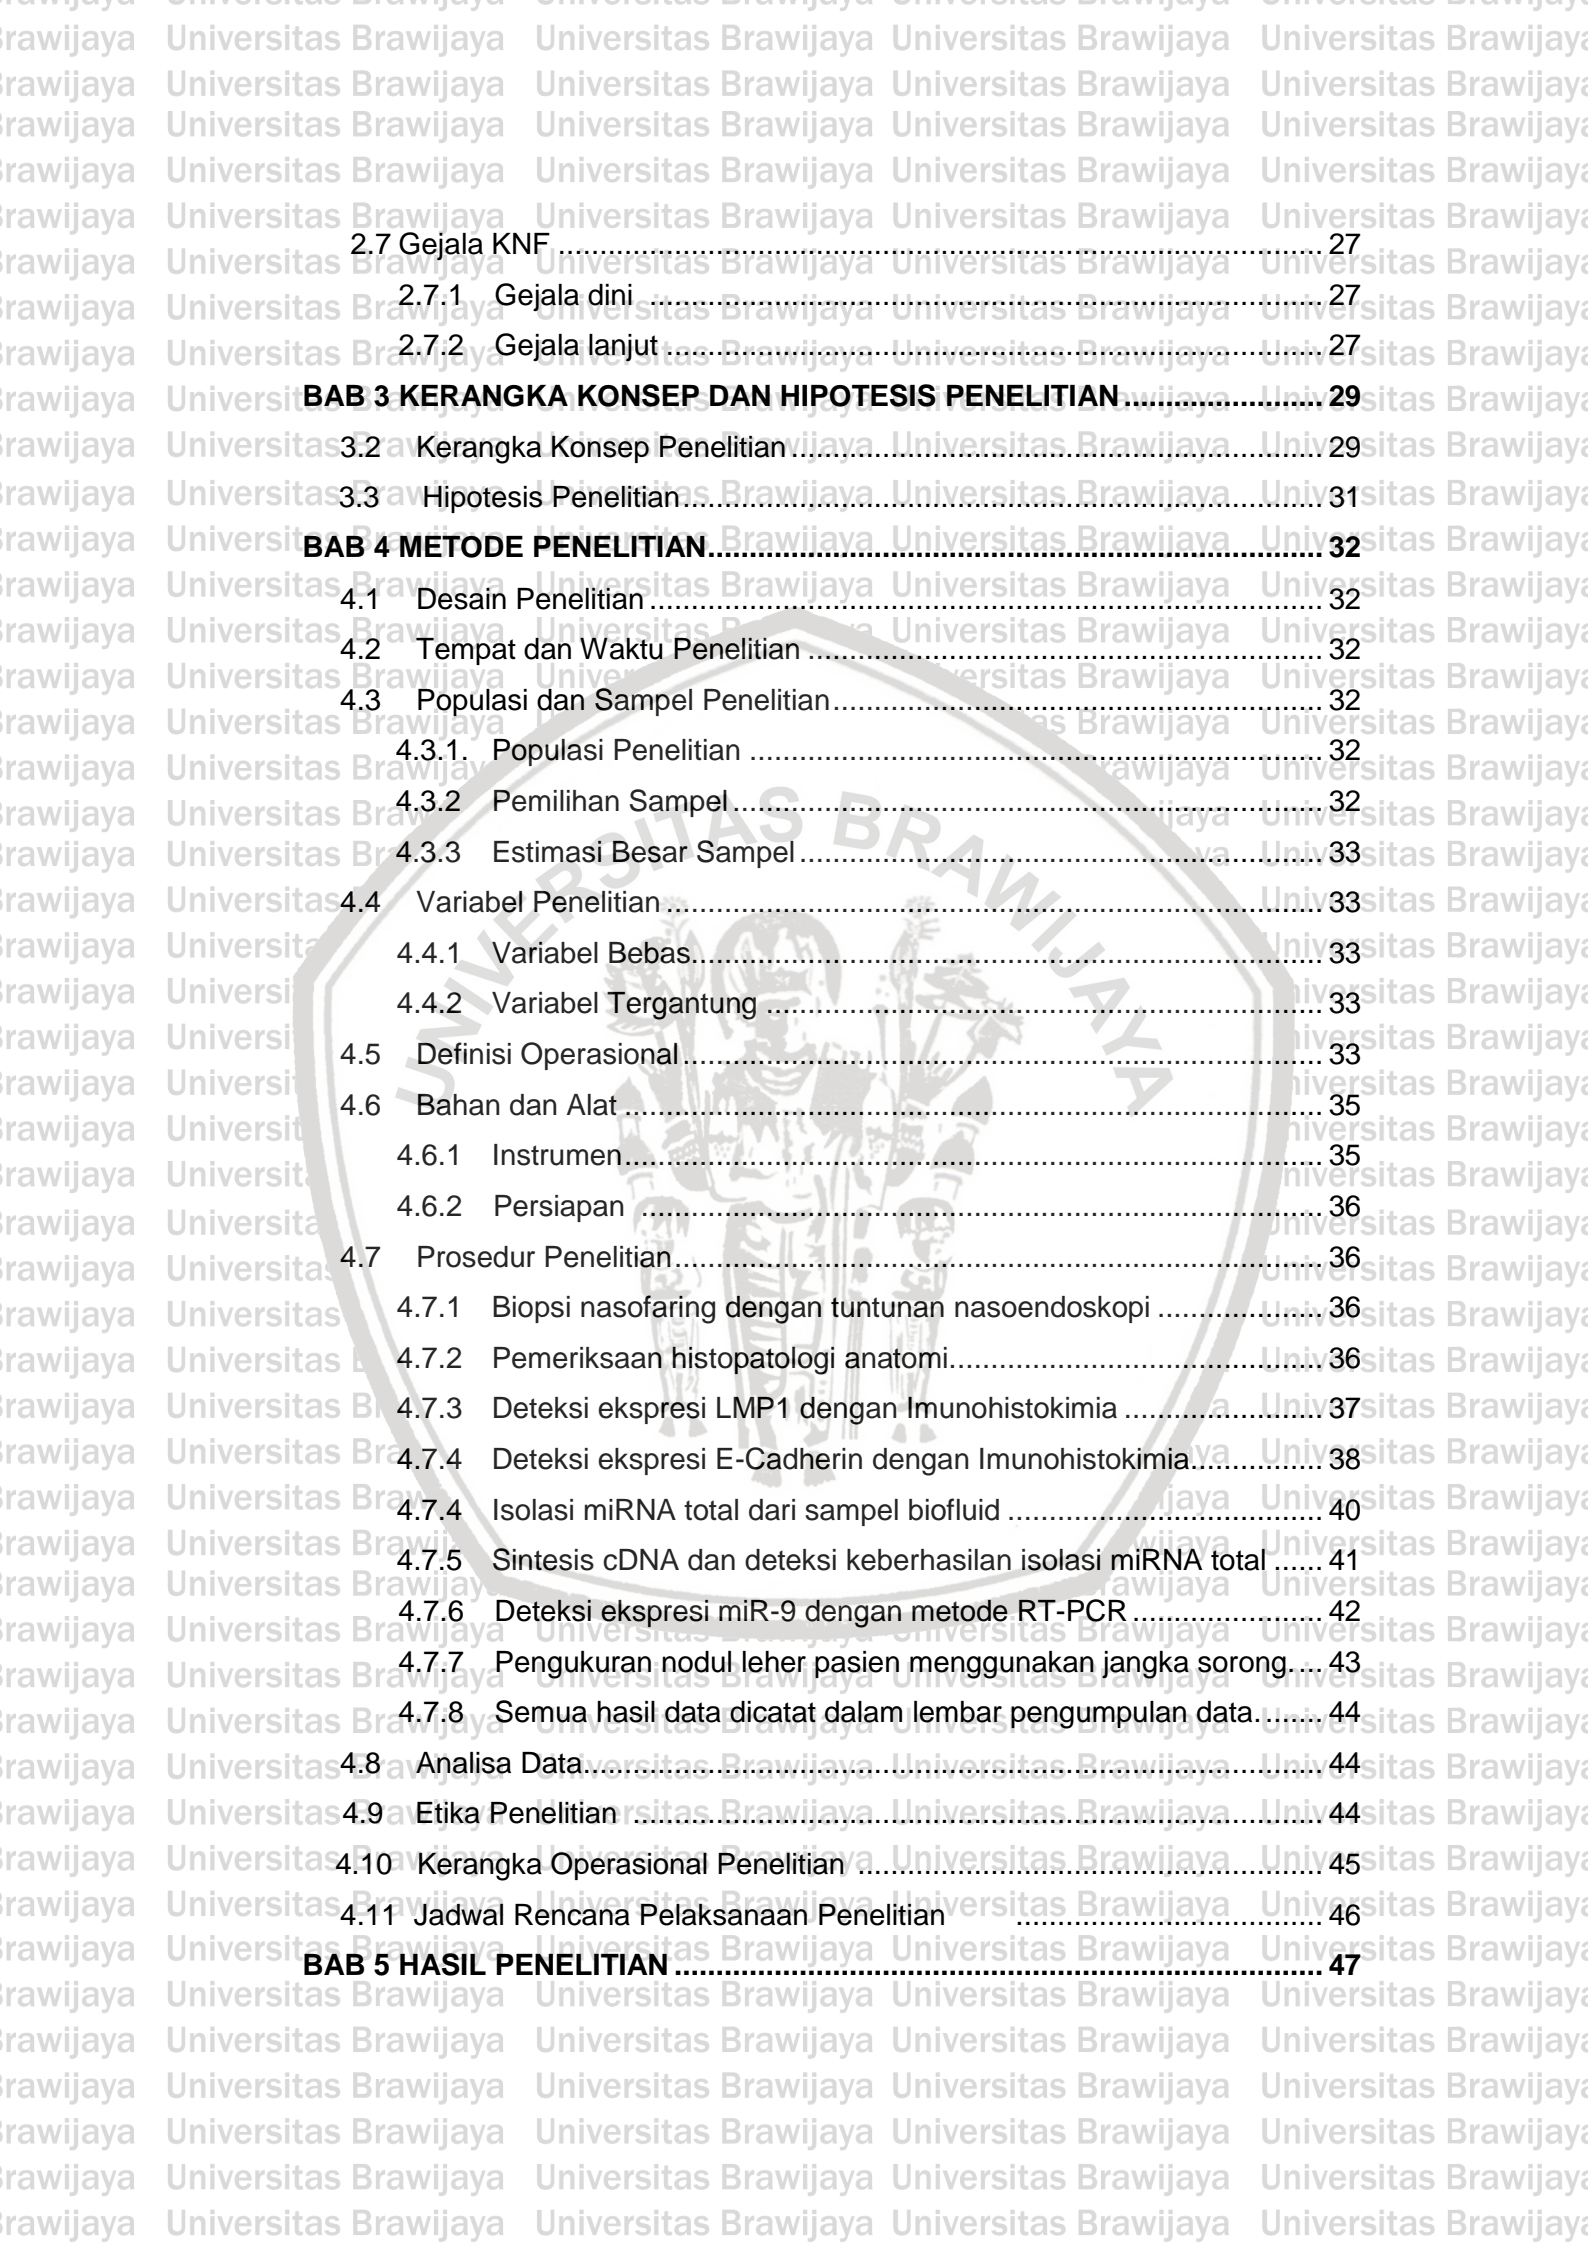 2.7 Gejala KNF ............................................................ 27
2.7.1 Gejala dini ............................................................ 27
2.7.2 Gejala lanjut ............................................................ 27
BAB 3 KERANGKA KONSEP DAN HIPOTESIS PENELITIAN ........................ 29
3.2 Kerangka Konsep Penelitian ............................................................ 29
3.3 Hipotesis Penelitian ............................................................ 31
BAB 4 METODE PENELITIAN ............................................................ 32
4.1 Desain Penelitian ............................................................ 32
4.2 Tempat dan Waktu Penelitian ............................................................ 32
4.3 Populasi dan Sampel Penelitian ............................................................ 32
4.3.1. Populasi Penelitian ............................................................ 32
4.3.2 Pemilihan Sampel ............................................................ 32
4.3.3 Estimasi Besar Sampel ............................................................ 33
4.4 Variabel Penelitian ............................................................ 33
4.4.1 Variabel Bebas ............................................................ 33
4.4.2 Variabel Tergantung ............................................................ 33
4.5 Definisi Operasional ............................................................ 33
4.6 Bahan dan Alat ............................................................ 35
4.6.1 Instrumen ............................................................ 35
4.6.2 Persiapan ............................................................ 36
4.7 Prosedur Penelitian ............................................................ 36
4.7.1 Biopsi nasofaring dengan tuntunan nasoendoskopi .................... 36
4.7.2 Pemeriksaan histopatologi anatomi ............................................. 36
4.7.3 Deteksi ekspresi LMP1 dengan Imunohistokimia ........................ 37
4.7.4 Deteksi ekspresi E-Cadherin dengan Imunohistokimia ................ 38
4.7.4 Isolasi miRNA total dari sampel biofluid ...................................... 40
4.7.5 Sintesis cDNA dan deteksi keberhasilan isolasi miRNA total ...... 41
4.7.6 Deteksi ekspresi miR-9 dengan metode RT-PCR ....................... 42
4.7.7 Pengukuran nodul leher pasien menggunakan jangka sorong. ... 43
4.7.8 Semua hasil data dicatat dalam lembar pengumpulan data. ....... 44
4.8 Analisa Data ............................................................ 44
4.9 Etika Penelitian ............................................................ 44
4.10 Kerangka Operasional Penelitian ............................................................ 45
4.11 Jadwal Rencana Pelaksanaan Penelitian ..................................... 46
BAB 5 HASIL PENELITIAN ............................................................ 47
UNIVERSITAS BRAWIJAYA
Universitas Brawijaya